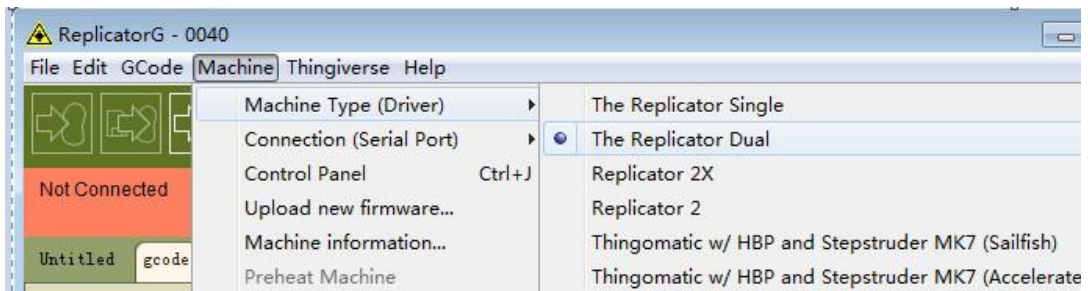 ReplicatorG - 0040
File Edit GCode Machine Thingiverse Help
Machine Type (Driver)
Connection (Serial Port)
Control Panel Ctrl+J
Upload new firmware...
Machine information...
Preheat Machine
The Replicator Single
The Replicator Dual
Replicator 2X
Replicator 2
Thingomatic w/ HBP and Stepstruder MK7 (Sailfish)
Thingomatic w/ HBP and Stepstruder MK7 (Accelerate
Not Connected
Untitled gcode